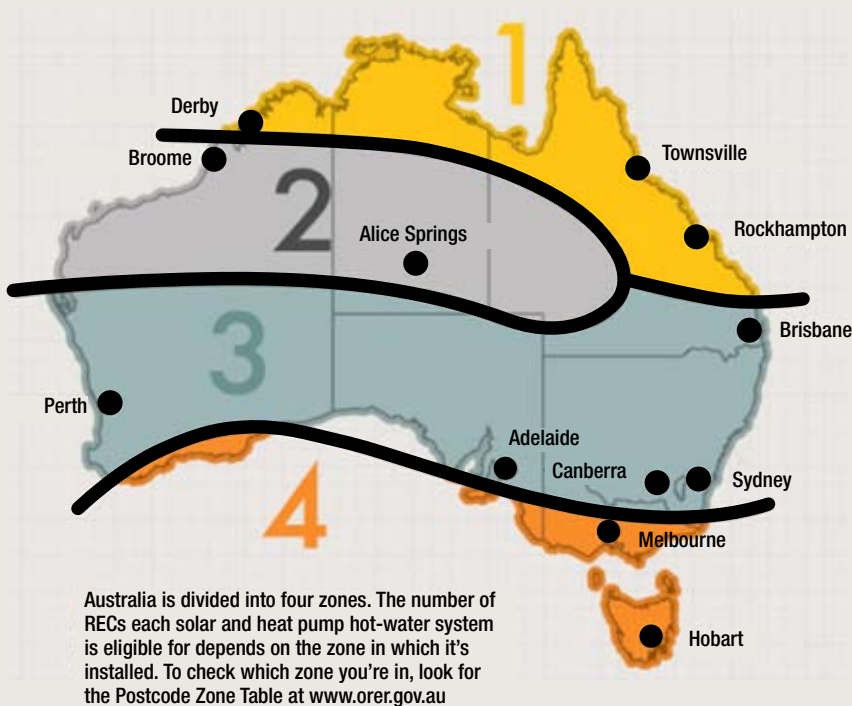 1
Derby
Broome
Townsville
2
Alice Springs
Rockhampton
Brisbane
3
Perth
Adelaide
Canberra
Sydney
4
Melbourne
Hobart
Australia is divided into four zones. The number of
RECs each solar and heat pump hot-water system
is eligible for depends on the zone in which it's
installed. To check which zone you're in, look for
the Postcode Zone Table at www.orer.gov.au